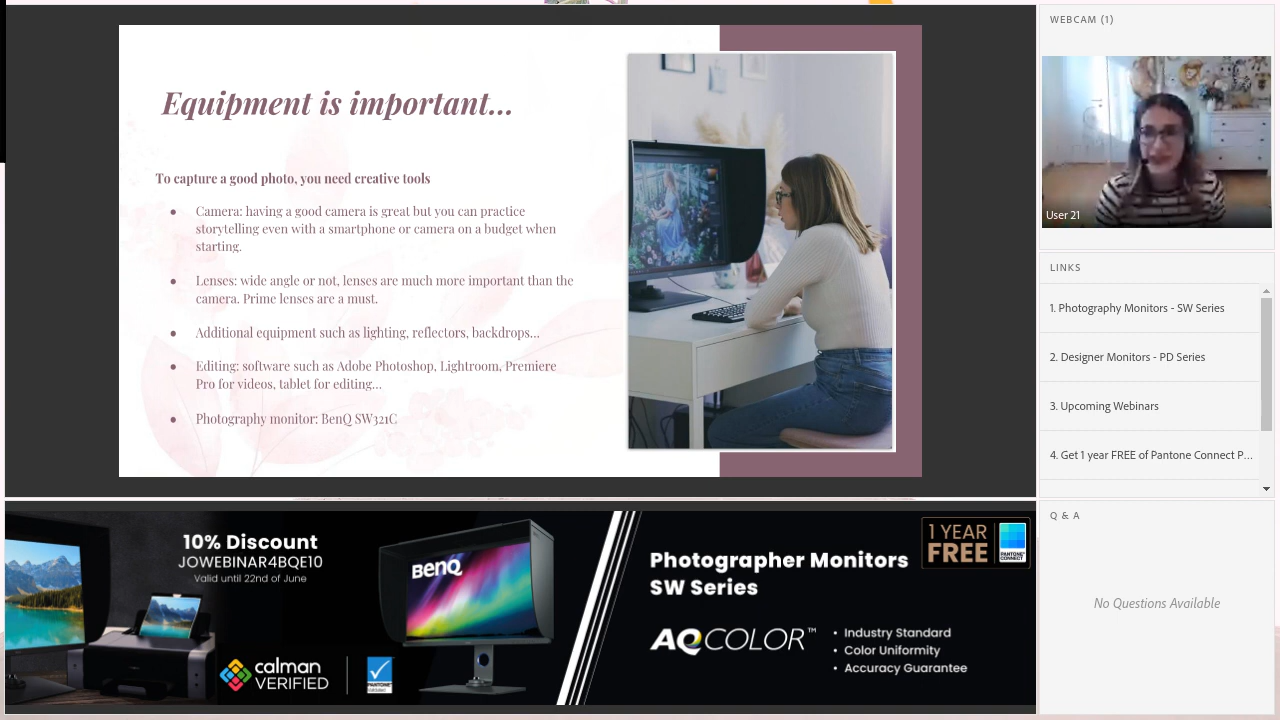 Equipment is important...
To capture a good photo, you need creative tools
● Camera: having a good camera is great but you can practice
storytelling even with a smartphone or camera on a budget when
starting.
● Lenses: wide angle or not, lenses are much more important than the
camera. Prime lenses are a must.
● Additional equipment such as lighting, reflectors, backdrops...
● Editing: software such as Adobe Photoshop, Lightroom, Premiere
Pro for videos, tablet for editing...
● Photography monitor: BenQ SW321C
WEBCAM (1)
User 21
LINKS
1. Photography Monitors - SW Series
2. Designer Monitors - PD Series
3. Upcoming Webinars
4. Get 1 year FREE of Pantone Connect P...
Q & A
No Questions Available
10% Discount
JOWEBINAR4BQE10
Valid until 22nd of June
calman
VERIFIED
PANTONE
Validated
BenQ
Photographer Monitors
SW Series
AQCOLOR™
• Industry Standard
• Color Uniformity
• Accuracy Guarantee
1 YEAR
FREE
PANTONE
CONNECT